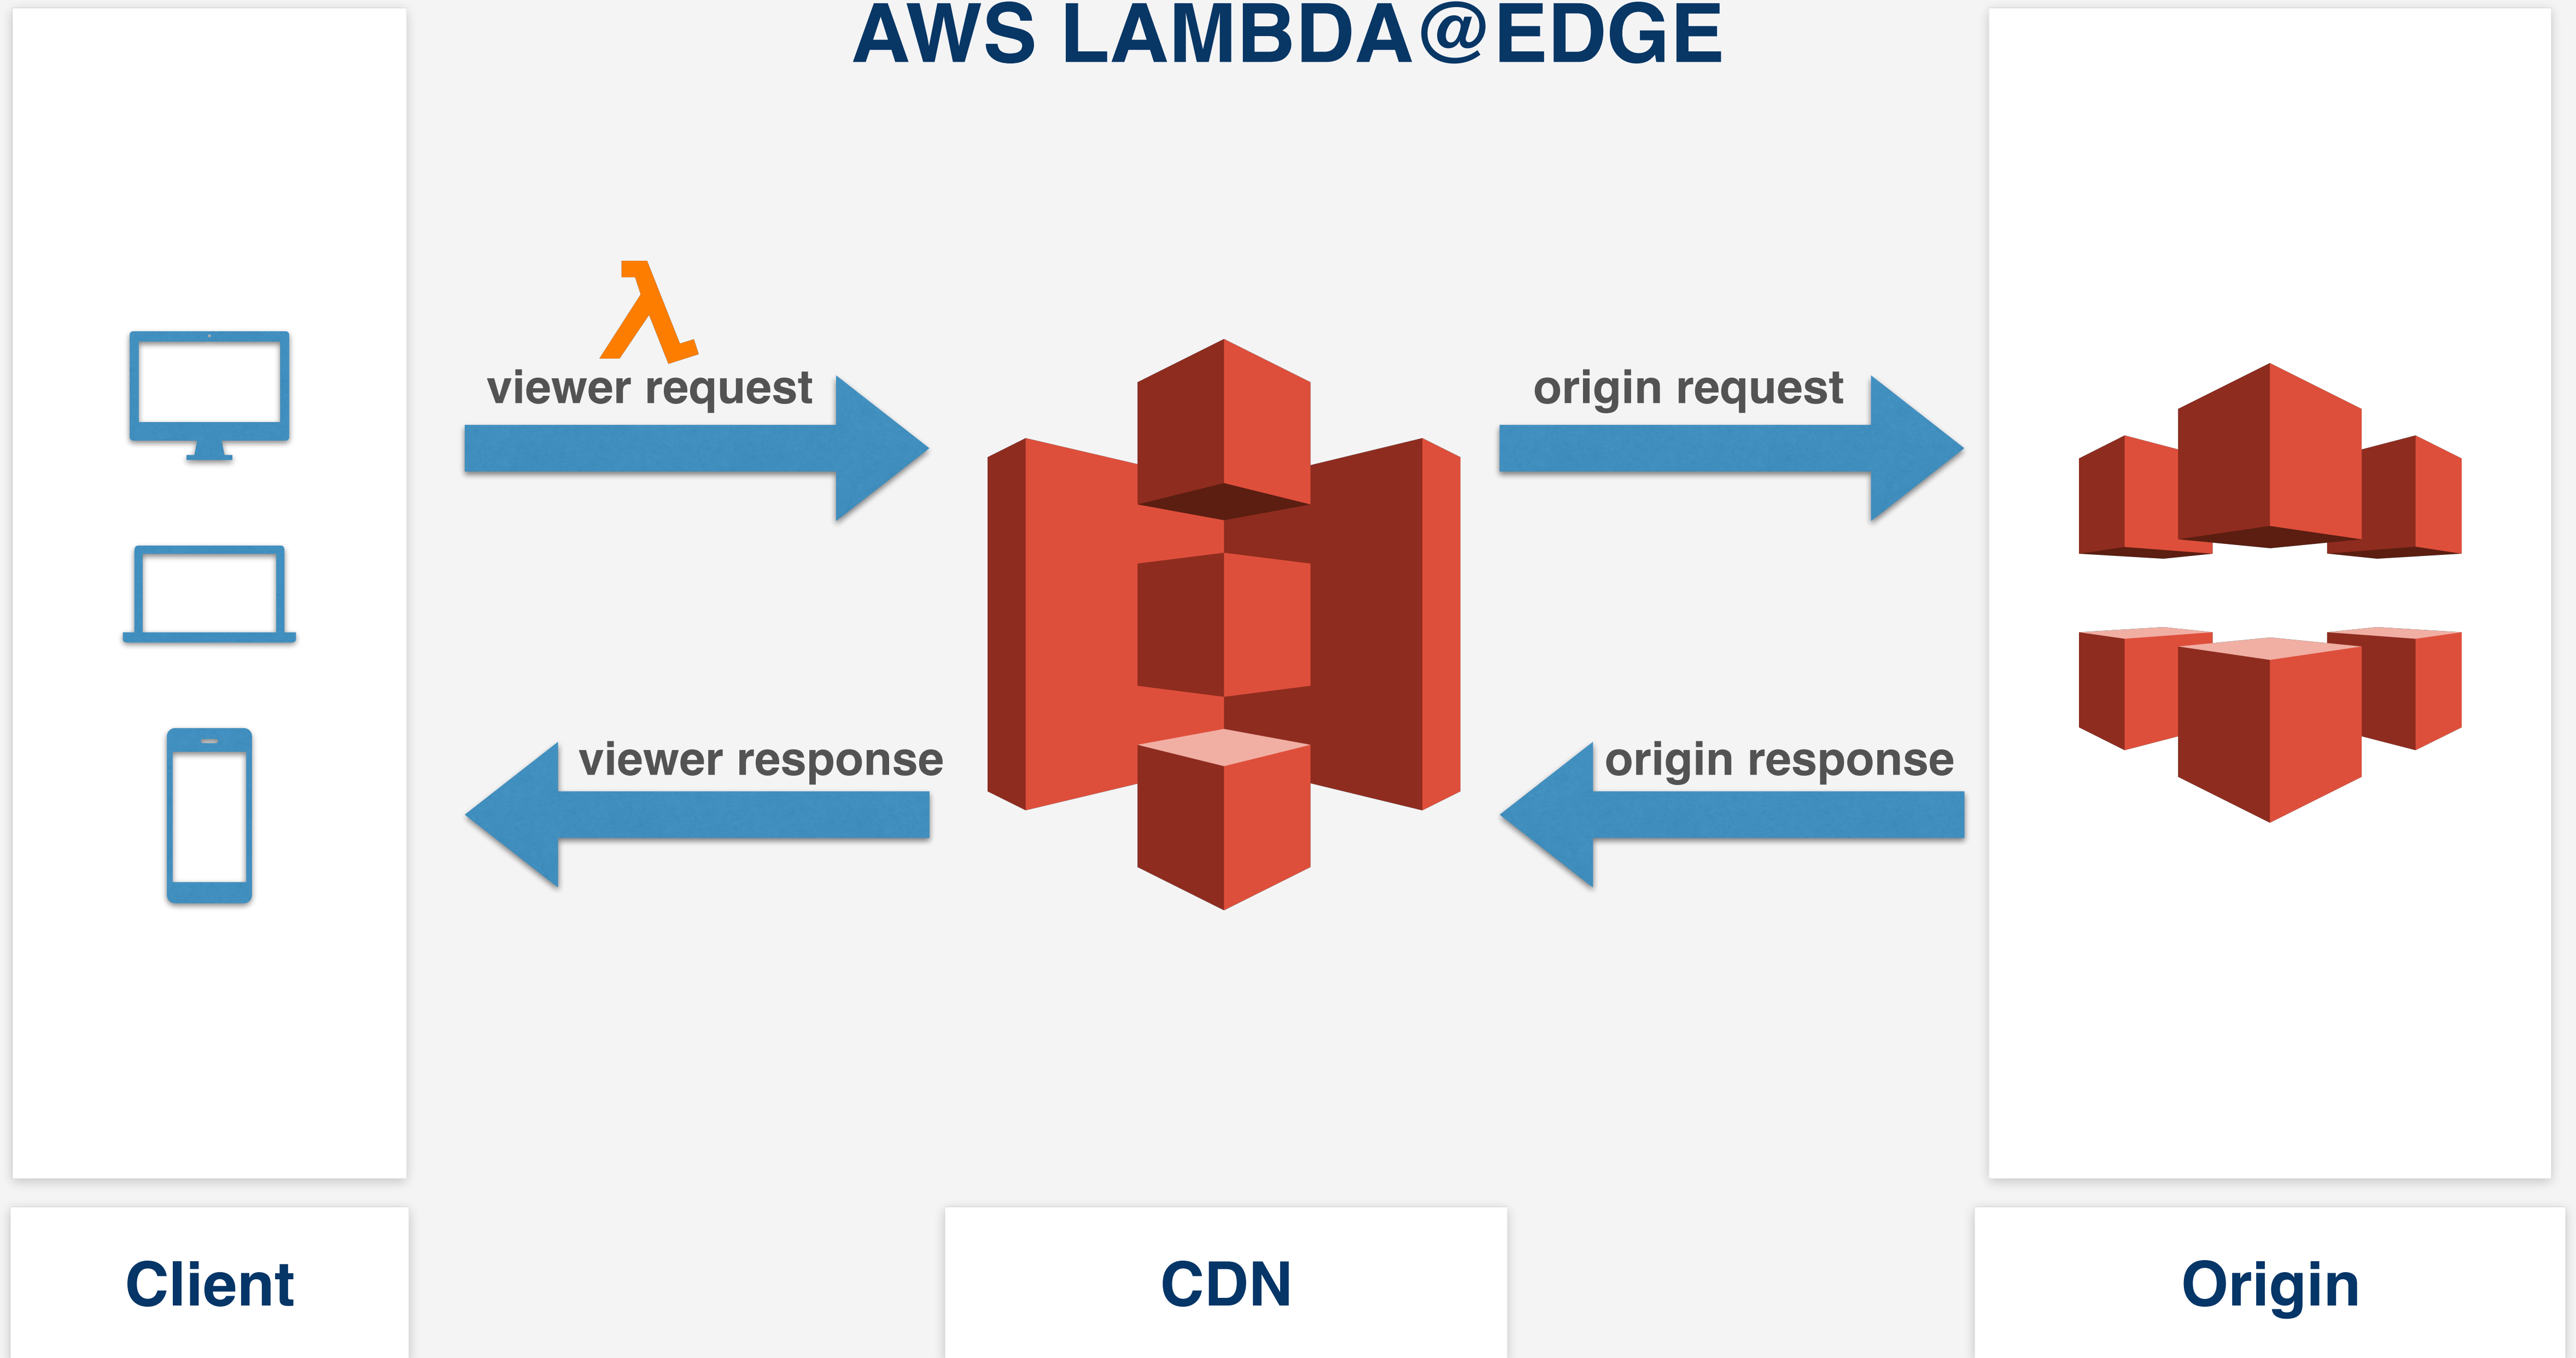 AWS LAMBDA@EDGE
λ
viewer request
origin request
viewer response
origin response
Client
CDN
Origin